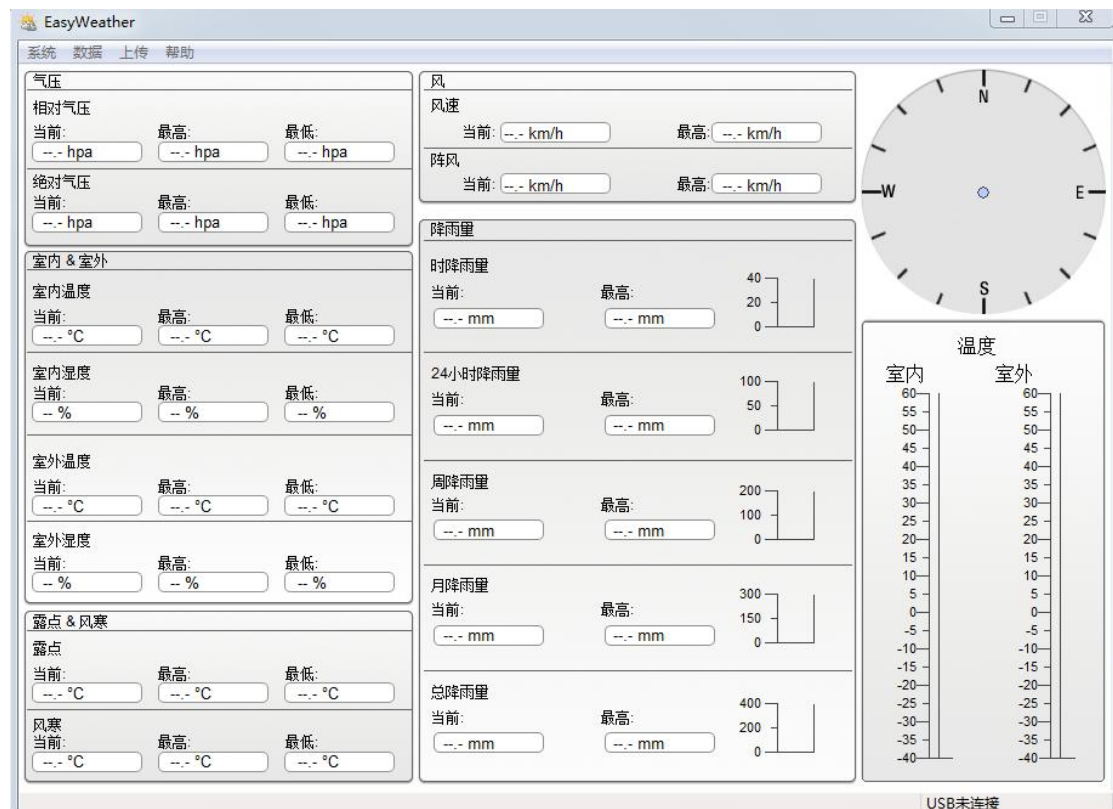 EasyWeather
系统 数据 上传 帮助
气压
相对气压
当前: 最高: 最低:
--.- hpa --.- hpa --.- hpa
绝对气压
当前: 最高: 最低:
--.- hpa --.- hpa --.- hpa
室内 & 室外
室内温度
当前: 最高: 最低:
--.- °C --.- °C --.- °C
室内湿度
当前: 最高: 最低:
-- % -- % -- %
室外温度
当前: 最高: 最低:
--.- °C --.- °C --.- °C
室外湿度
当前: 最高: 最低:
-- % -- % -- %
露点 & 风寒
露点
当前: 最高: 最低:
--.- °C --.- °C --.- °C
风寒
当前: 最高: 最低:
--.- °C --.- °C --.- °C
风
风速
当前: --.- km/h 最高: --.- km/h
阵风
当前: --.- km/h 最高: --.- km/h
降雨量
时降雨量
当前: 最高:
--.- mm --.- mm
40
20
0
24小时降雨量
当前: 最高:
--.- mm --.- mm
100
50
0
周降雨量
当前: 最高:
--.- mm --.- mm
200
100
0
月降雨量
当前: 最高:
--.- mm --.- mm
300
150
0
总降雨量
当前: 最高:
--.- mm --.- mm
400
200
0
N
W E
S
温度
室内 室外
60 60
55 55
50 50
45 45
40 40
35 35
30 30
25 25
20 20
15 15
10 10
5 5
0 0
-5 -5
-10 -10
-15 -15
-20 -20
-25 -25
-30 -30
-35 -35
-40 -40
USB未连接